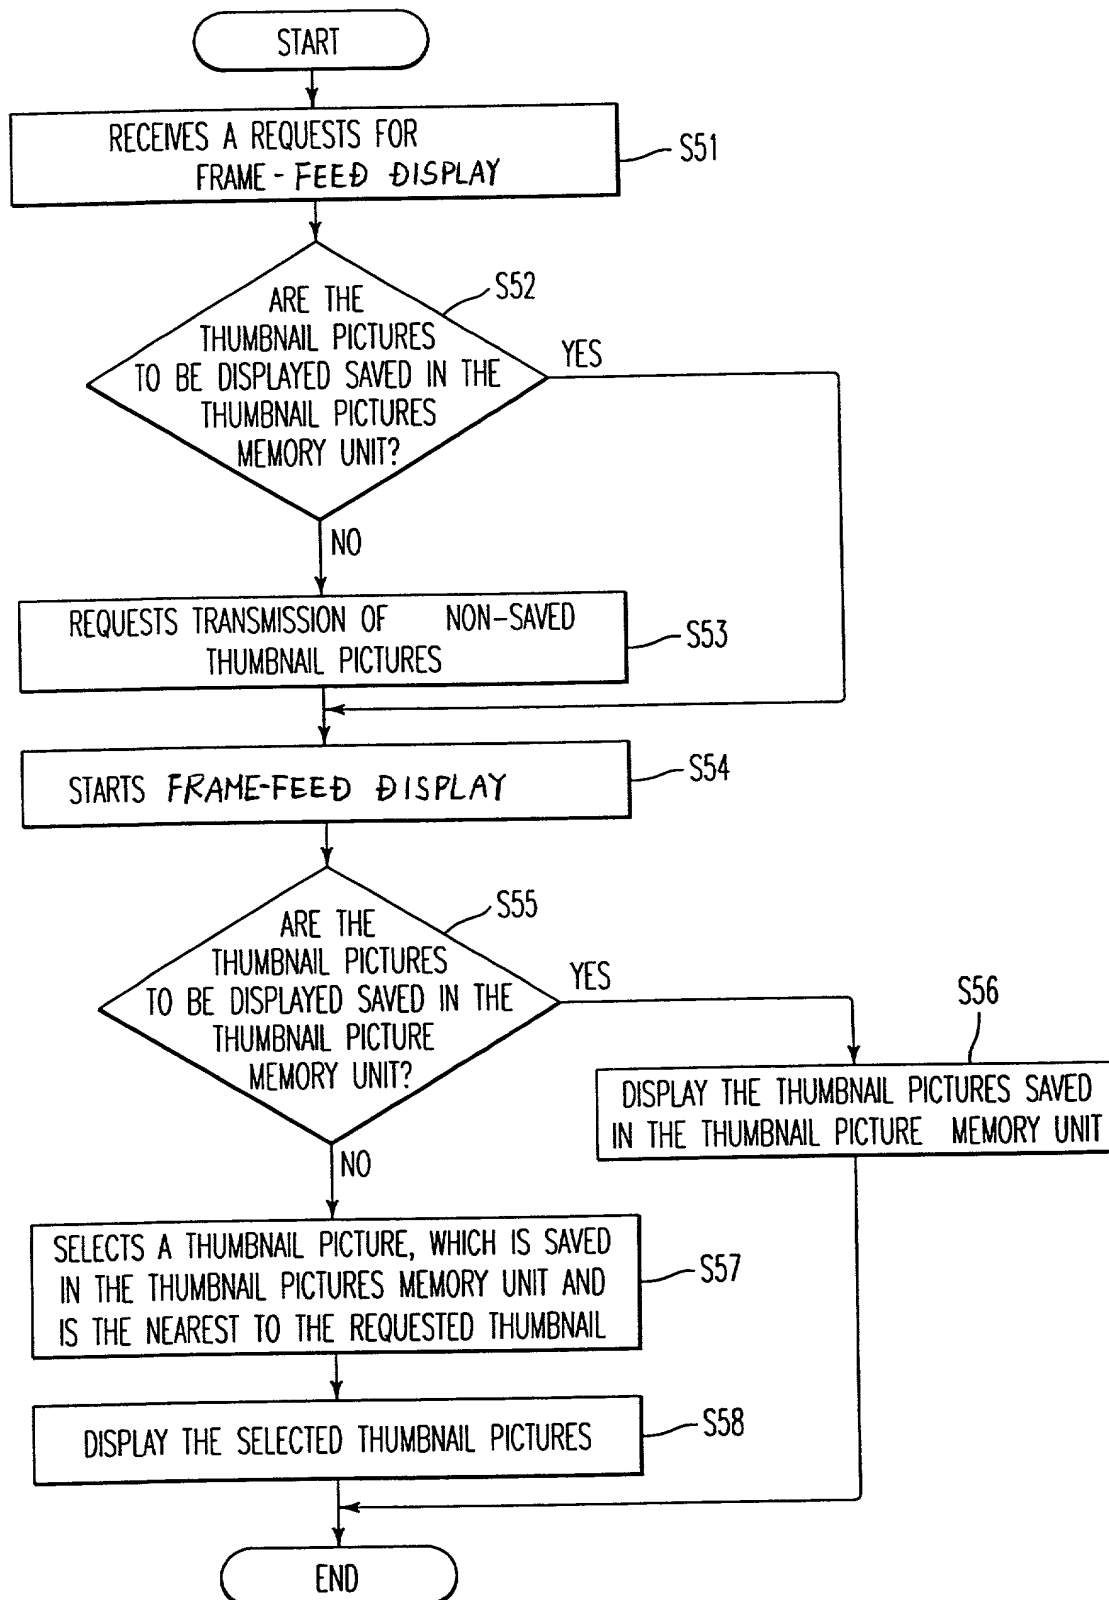 START
RECEIVES A REQUESTS FOR
FRAME-FEED DISPLAY
S51
S52
ARE THE
THUMBNAIL PICTURES
TO BE DISPLAYED SAVED IN THE
THUMBNAIL PICTURES
MEMORY UNIT?
YES
NO
REQUESTS TRANSMISSION OF NON-SAVED
THUMBNAIL PICTURES
S53
STARTS FRAME-FEED DISPLAY
S54
S55
ARE THE
THUMBNAIL PICTURES
TO BE DISPLAYED SAVED IN THE
THUMBNAIL PICTURE
MEMORY UNIT?
YES
S56
DISPLAY THE THUMBNAIL PICTURES SAVED
IN THE THUMBNAIL PICTURE MEMORY UNIT
NO
SELECTS A THUMBNAIL PICTURE, WHICH IS SAVED
IN THE THUMBNAIL PICTURES MEMORY UNIT AND
IS THE NEAREST TO THE REQUESTED THUMBNAIL
S57
DISPLAY THE SELECTED THUMBNAIL PICTURES
S58
END